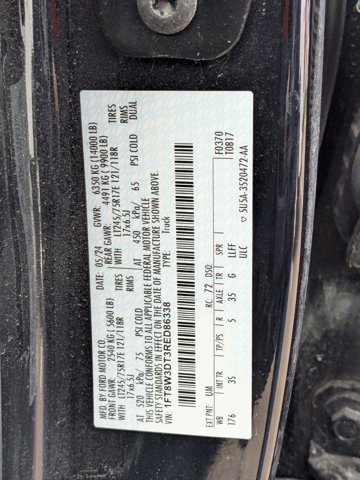 MFD. BY FORD MOTOR CO.
05/24 GVWR: 6350 KG (14000 LB)
FRONT GAWR: 2540 KG (5600 LB) REAR GAWR: 4491 KG (9900 LB)
LT245/75R17E 121/118R TIRES WITH LT245/75R17E 121/118R TIRES
17x6.5J RIMS 17x6.5J RIMS
AT 520 kPa/ 75 PSI COLD AT 450 kPa/ 65 PSI COLD DUAL
THIS VEHICLE CONFORMS TO ALL APPLICABLE FEDERAL MOTOR VEHICLE
SAFETY STANDARDS IN EFFECT ON THE DATE OF MANUFACTURE SHOWN ABOVE.
VIN: 1FT8W3DT3RED86338 TYPE: Truck
F0370
T0817
EXT PNT: UM RC: 72 DSO:
WB TP/PS R AXLE TR SPR
176 35 5 35 G LLFF
ULC
▽ 5U5A-3520472-AA